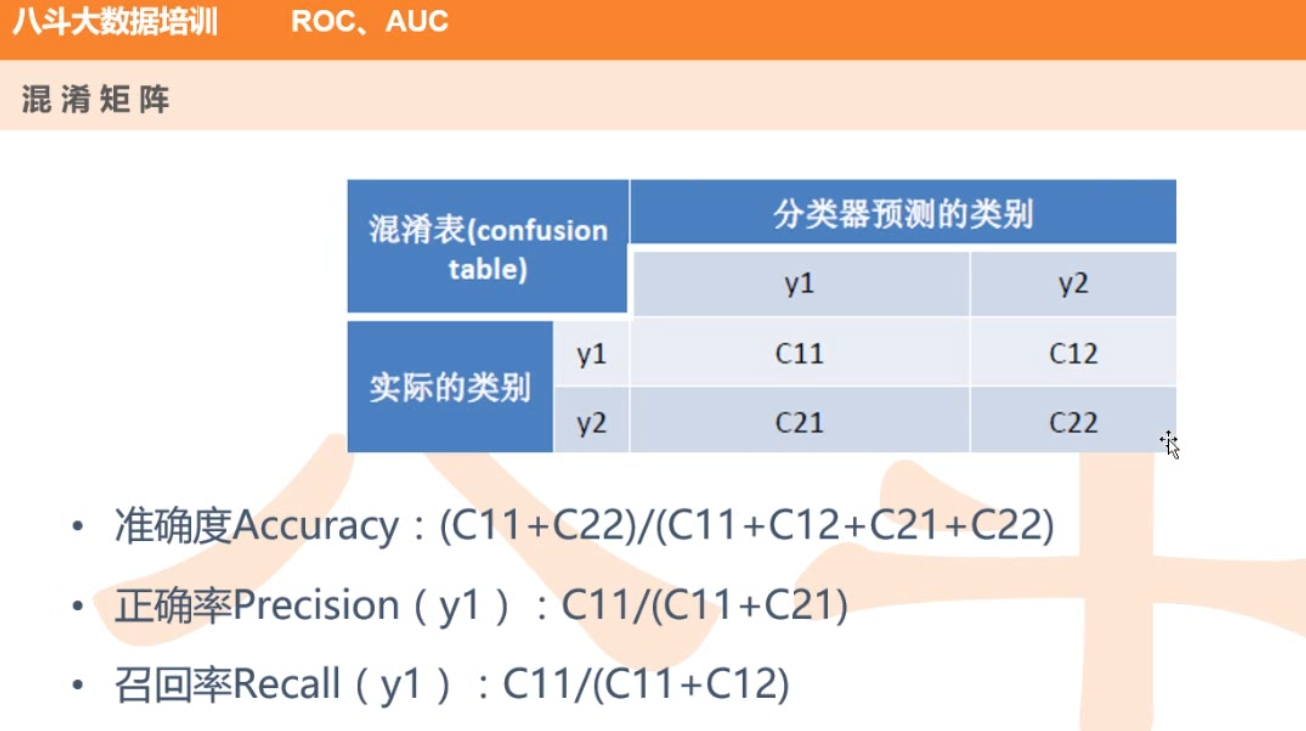 八斗大数据培训 ROC、AUC
混淆矩阵
混淆表(confusion
table)
分类器预测的类别
y1 y2
实际的类别
y1 C11 C12
y2 C21 C22
• 准确度Accuracy：(C11+C22)/(C11+C12+C21+C22)
• 正确率Precision（y1）：C11/(C11+C21)
• 召回率Recall（y1）：C11/(C11+C12)
八斗